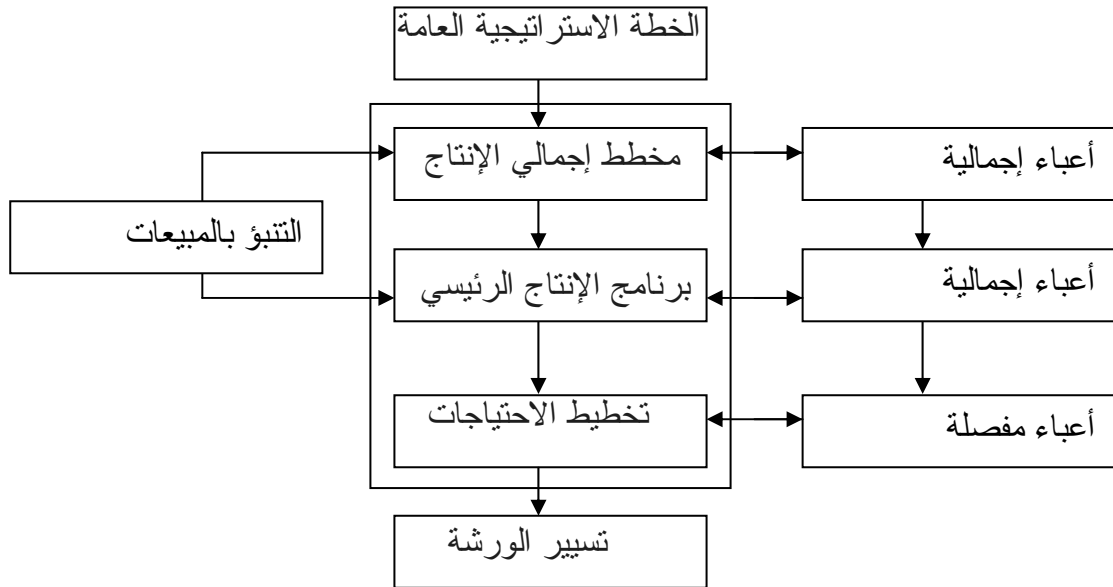 الخطة الاستراتيجية العامة
مخطط إجمالي الإنتاج
أعباء إجمالية
التنبؤ بالمبيعات
برنامج الإنتاج الرئيسي
أعباء إجمالية
تخطيط الاحتياجات
أعباء مفصلة
تسيير الورشة